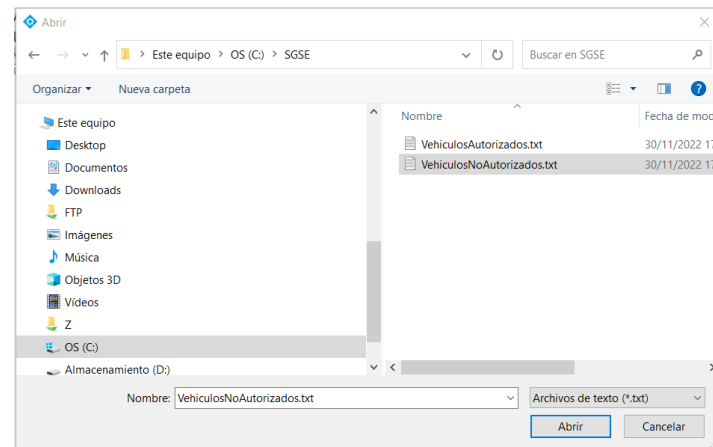 Abrir
Este equipo > OS (C:) > SGSE
Buscar en SGSE
Organizar
Nueva carpeta
?
Este equipo
Desktop
Documentos
Downloads
FTP
Imágenes
Música
Objetos 3D
Vídeos
Z
OS (C:)
Almacenamiento (D:)
Nombre
Fecha de mod
VehiculosAutorizados.txt
30/11/2022 17
VehiculosNoAutorizados.txt
30/11/2022 17
Nombre:
VehiculosNoAutorizados.txt
Archivos de texto (*.txt)
Abrir
Cancelar